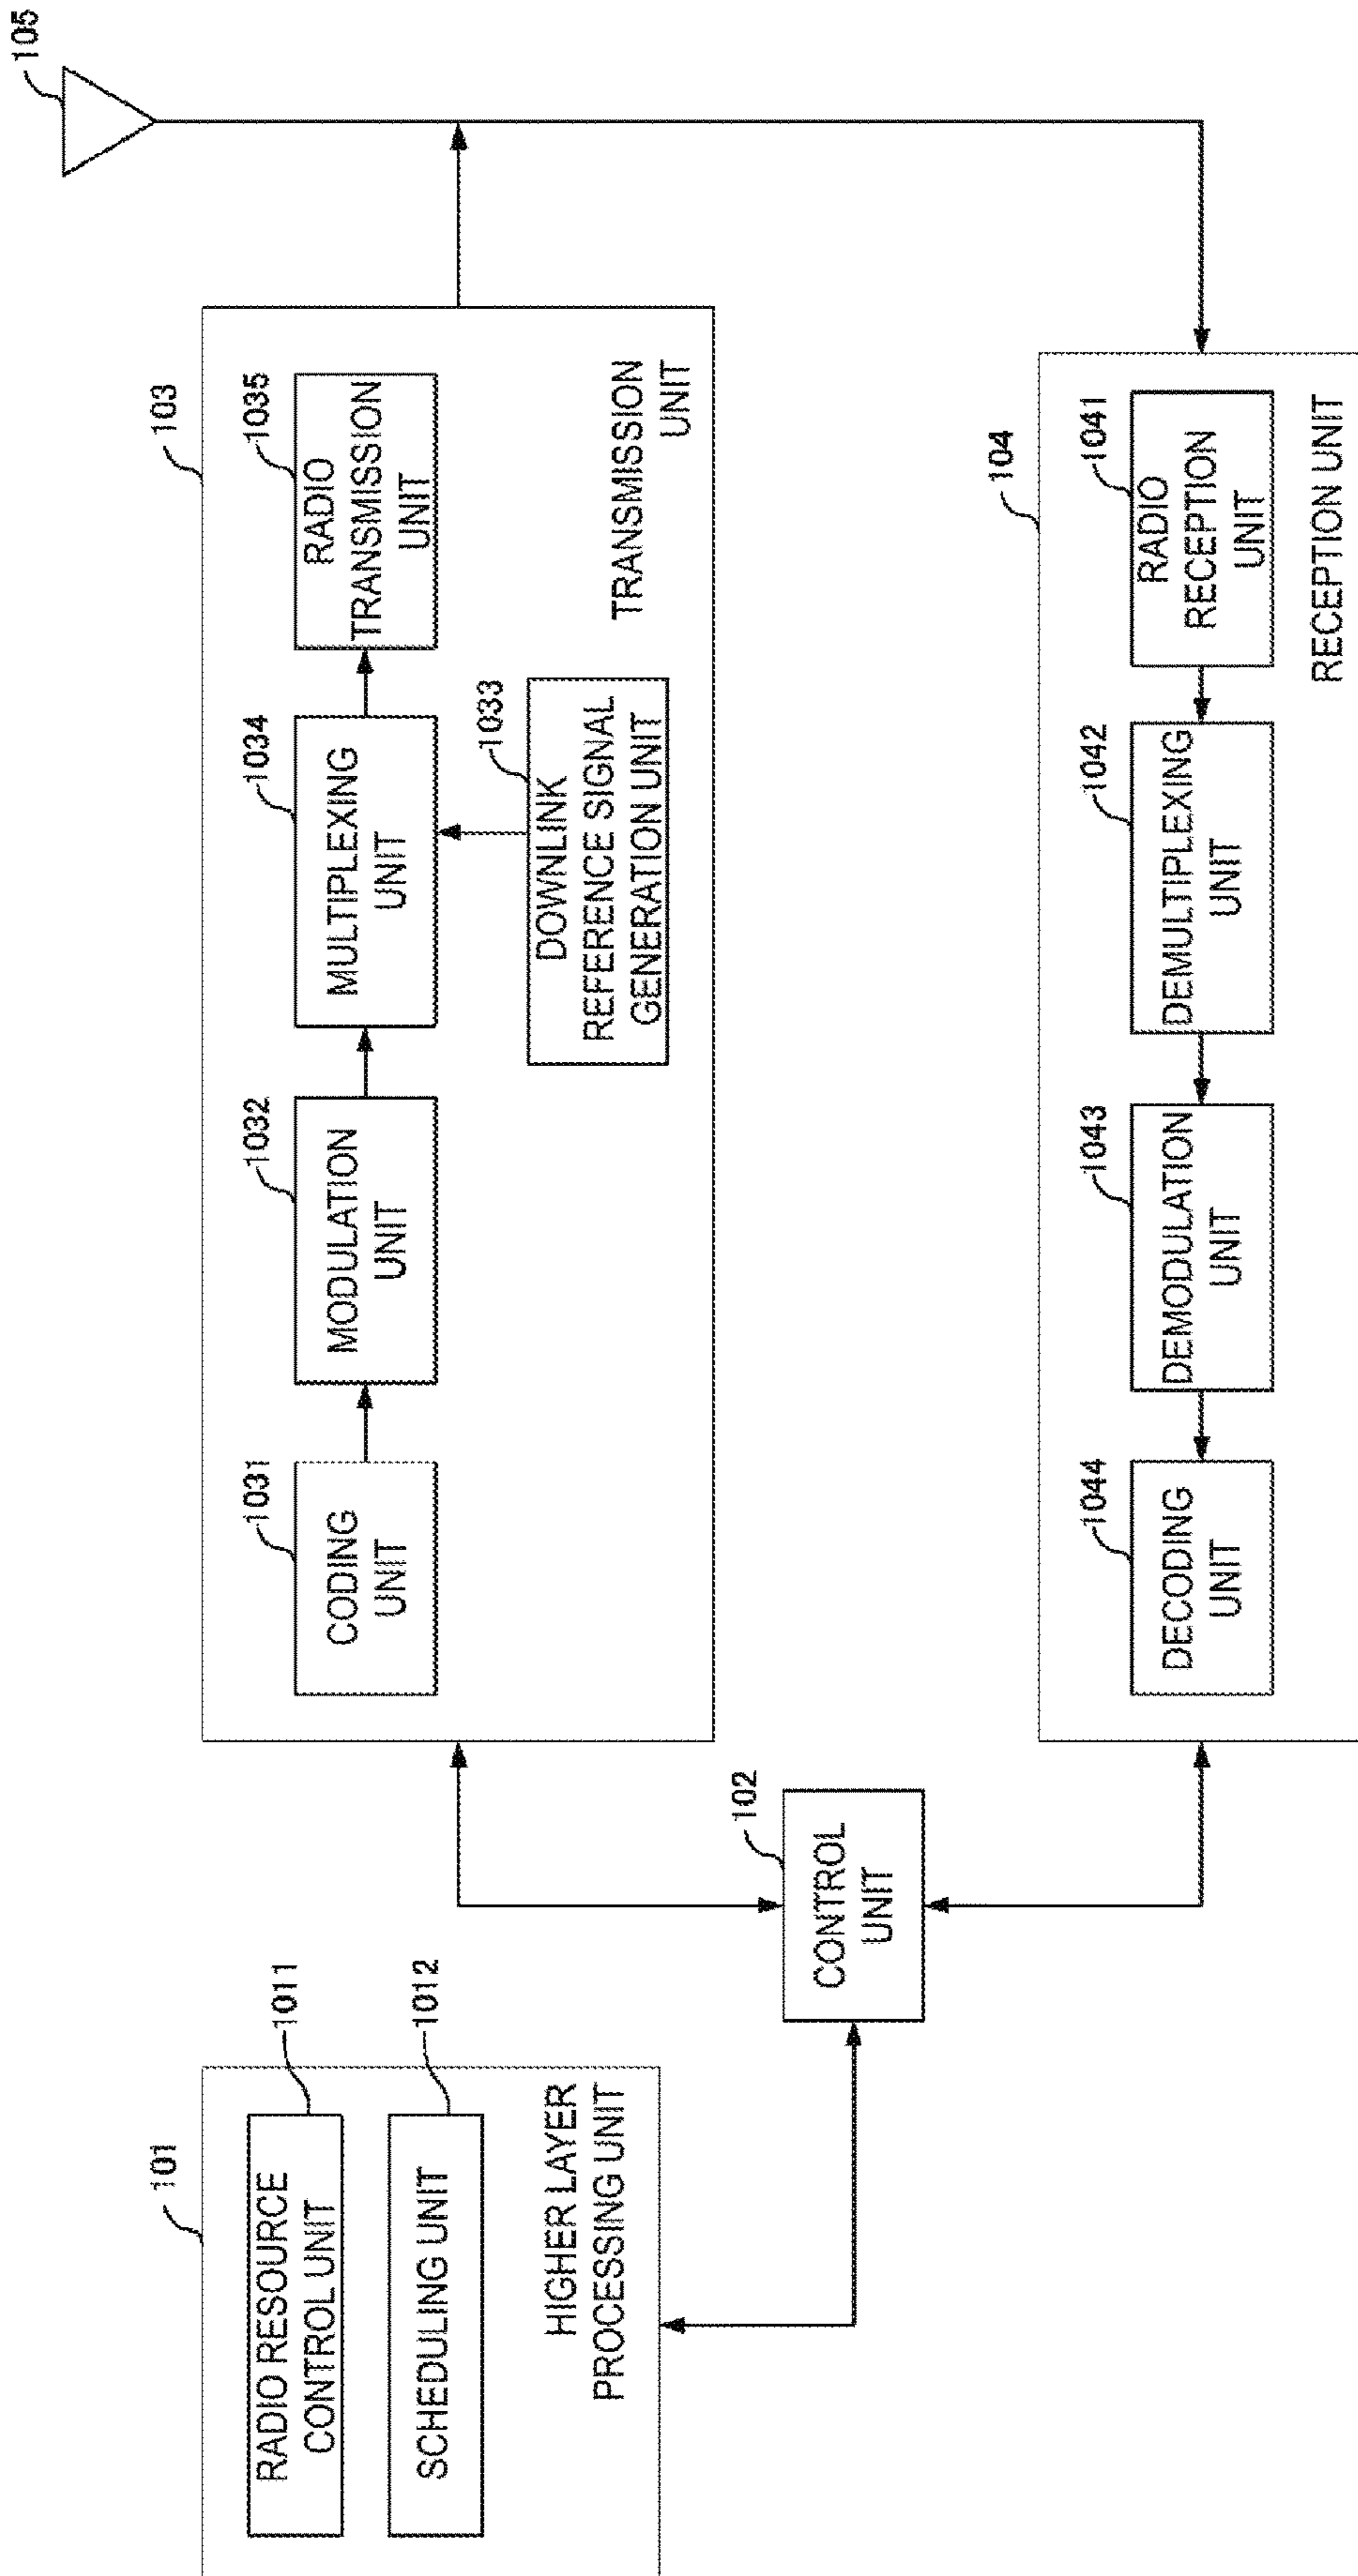 101
RADIO RESOURCE
CONTROL UNIT
1011
SCHEDULING UNIT
1012
HIGHER LAYER
PROCESSING UNIT
102
CONTROL
UNIT
103
1031
CODING
UNIT
1032
MODULATION
UNIT
1034
MULTIPLEXING
UNIT
1035
RADIO
TRANSMISSION
UNIT
1033
DOWNLINK
REFERENCE SIGNAL
GENERATION UNIT
TRANSMISSION
UNIT
105
104
1044
DECODING
UNIT
1043
DEMODULATION
UNIT
1042
DEMULTIPLEXING
UNIT
1041
RADIO
RECEPTION
UNIT
RECEPTION UNIT